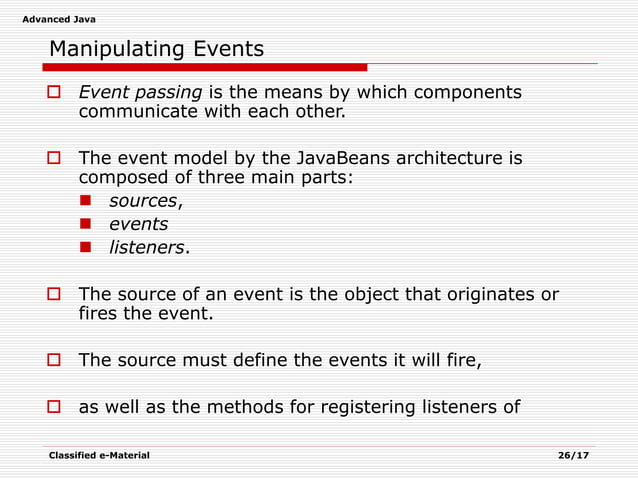 Advanced Java
Manipulating Events
Event passing is the means by which components
communicate with each other.
The event model by the JavaBeans architecture is
composed of three main parts:
sources,
events
listeners.
The source of an event is the object that originates or
fires the event.
The source must define the events it will fire,
as well as the methods for registering listeners of
Classified e-Material
26/17